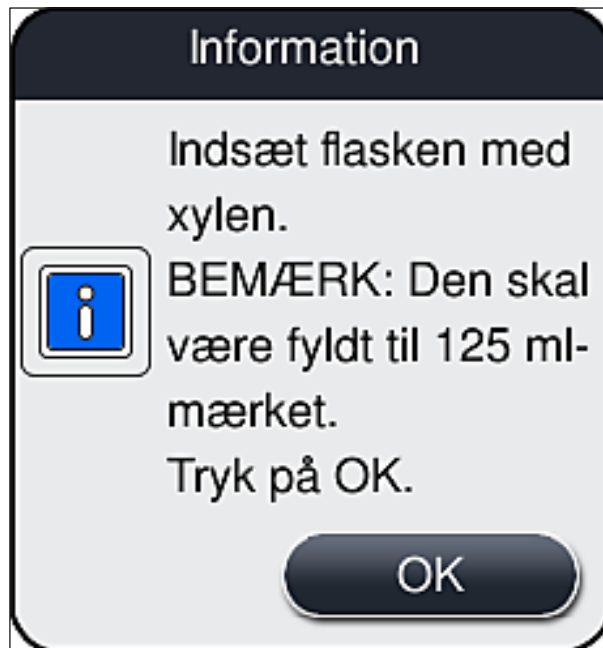 Information
Indsæt flasken med
xylen.
BEMÆRK: Den skal
være fyldt til 125 ml-
mærket.
Tryk på OK.
OK